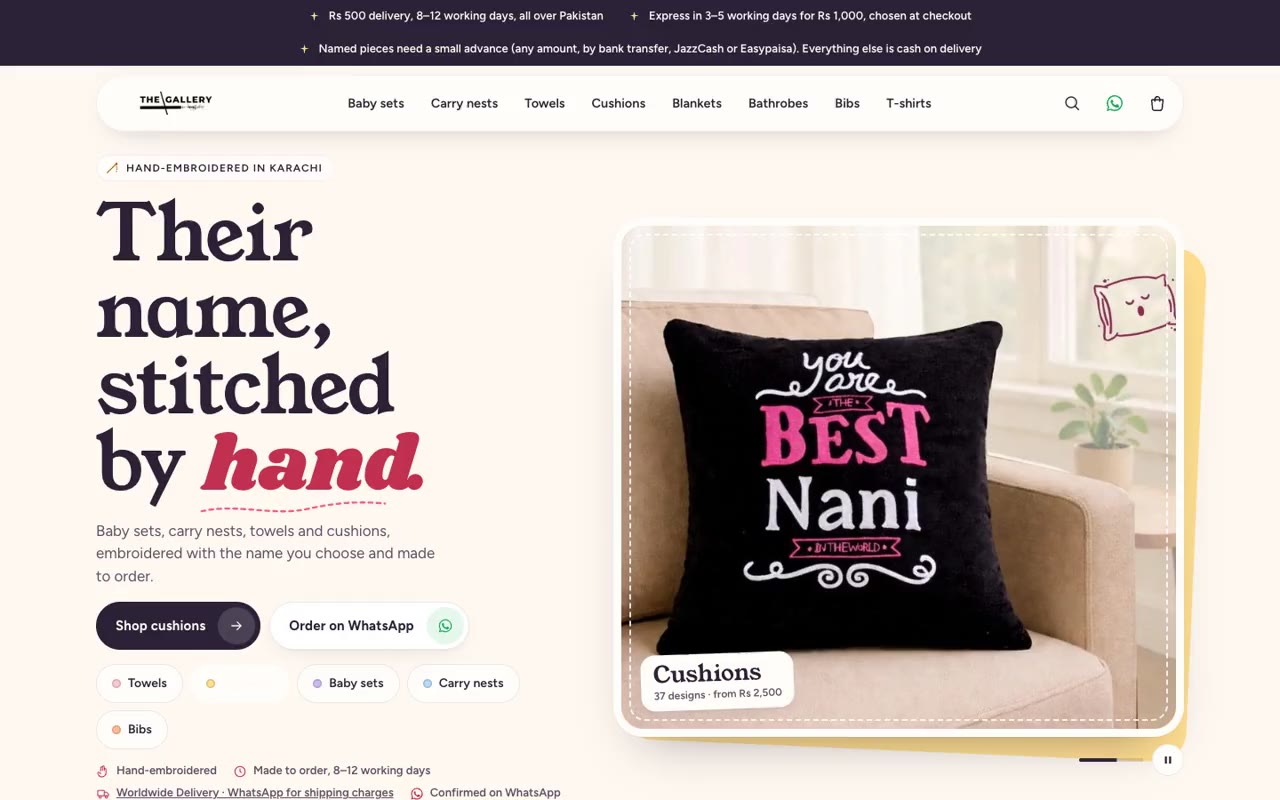 Rs 500 delivery, 8–12 working days, all over Pakistan
Express in 3–5 working days for Rs 1,000, chosen at checkout
Named pieces need a small advance (any amount, by bank transfer, JazzCash or Easypaisa). Everything else is cash on delivery
THE GALLERY
Baby sets
Carry nests
Towels
Cushions
Blankets
Bathrobes
Bibs
T-shirts
HAND-EMBROIDERED IN KARACHI
Their
name,
stitched
by hand.
Baby sets, carry nests, towels and cushions,
embroidered with the name you choose and made
to order.
Shop cushions
Order on WhatsApp
Towels
Baby sets
Carry nests
Bibs
Hand-embroidered
Made to order, 8–12 working days
Worldwide Delivery · WhatsApp for shipping charges
Confirmed on WhatsApp
you
are
THE
BEST
Nani
IN THE WORLD
Cushions
37 designs · from Rs 2,500